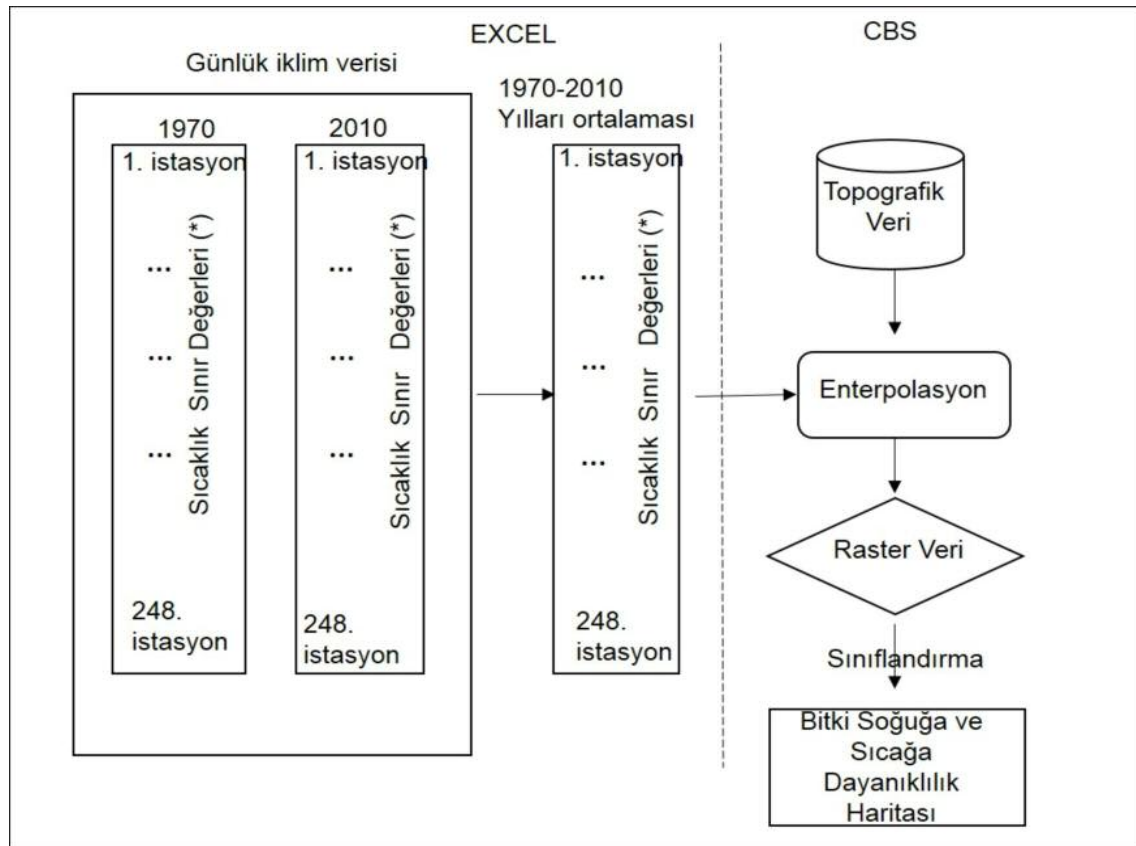 EXCEL
CBS
Günlük iklim verisi
1970-2010
Yılları ortalaması
1970
1. istasyon
...
...
...
Sıcaklık Sınır Değerleri (*)
248.
istasyon
2010
1. istasyon
...
...
...
Sıcaklık Sınır Değerleri (*)
248.
istasyon
1. istasyon
...
...
...
Sıcaklık Sınır Değerleri (*)
248.
istasyon
Topografik
Veri
Enterpolasyon
Raster Veri
Sınıflandırma
Bitki Soğuğa ve
Sıcağa
Dayanıklılık
Haritası